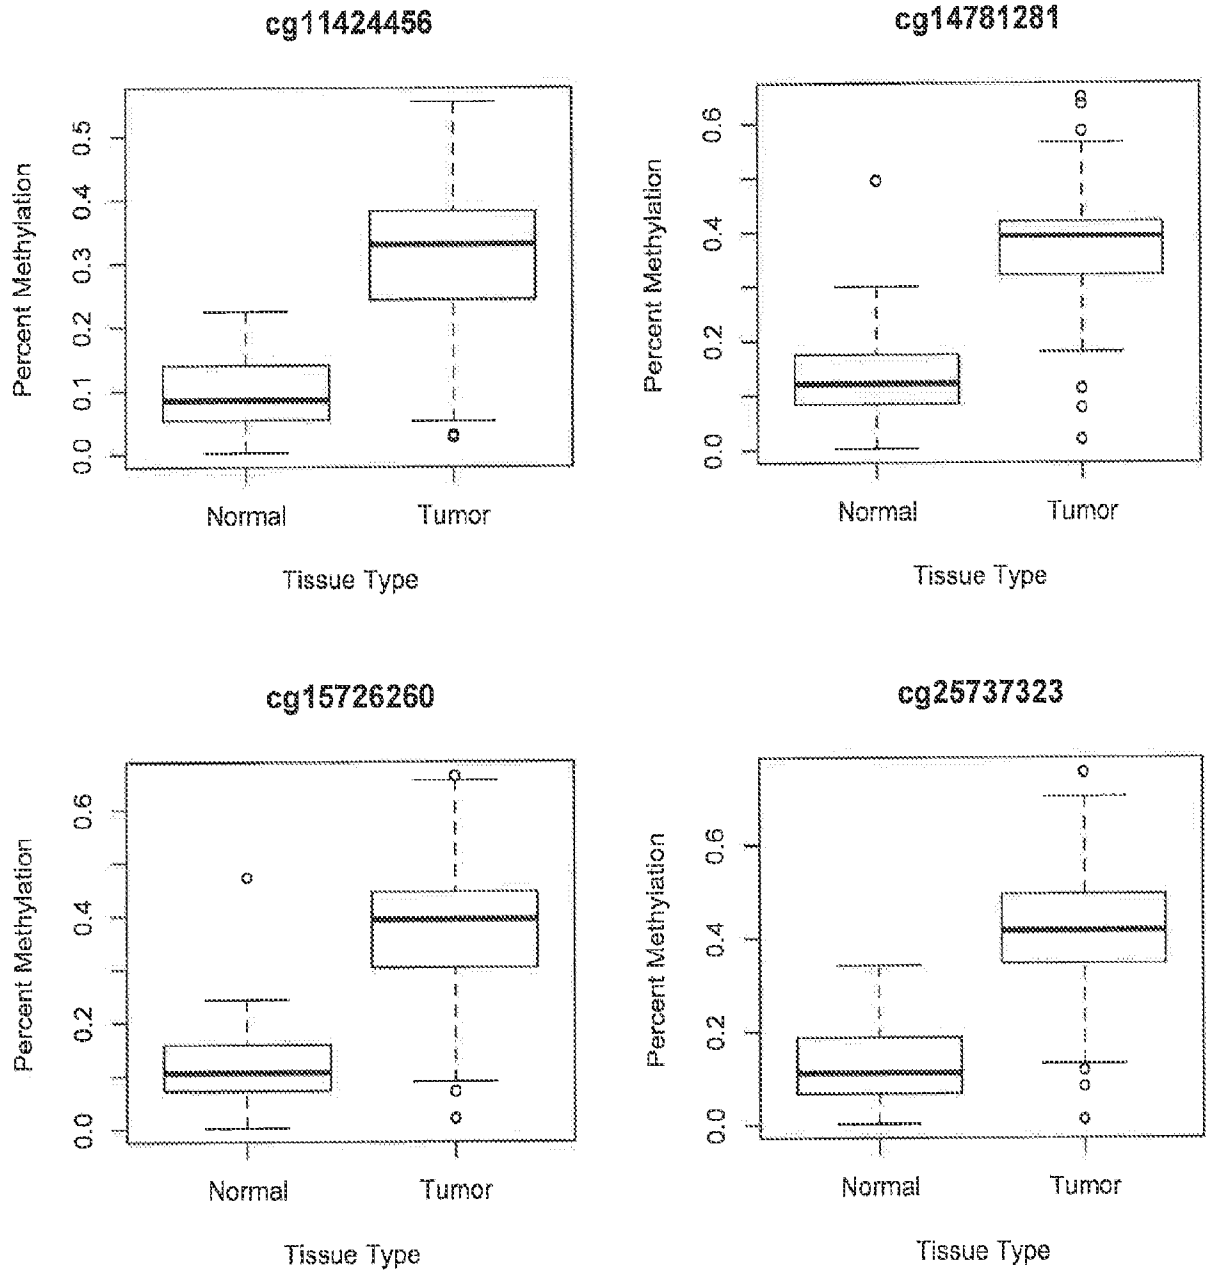 cg11424456
Percent Methylation
0.5
0.4
0.3
0.2
0.1
0.0
Normal
Tumor
Tissue Type
cg14781281
Percent Methylation
0.6
0.4
0.2
0.0
Normal
Tumor
Tissue Type
cg15726260
Percent Methylation
0.6
0.4
0.2
0.0
Normal
Tumor
Tissue Type
cg25737323
Percent Methylation
0.6
0.4
0.2
0.0
Normal
Tumor
Tissue Type